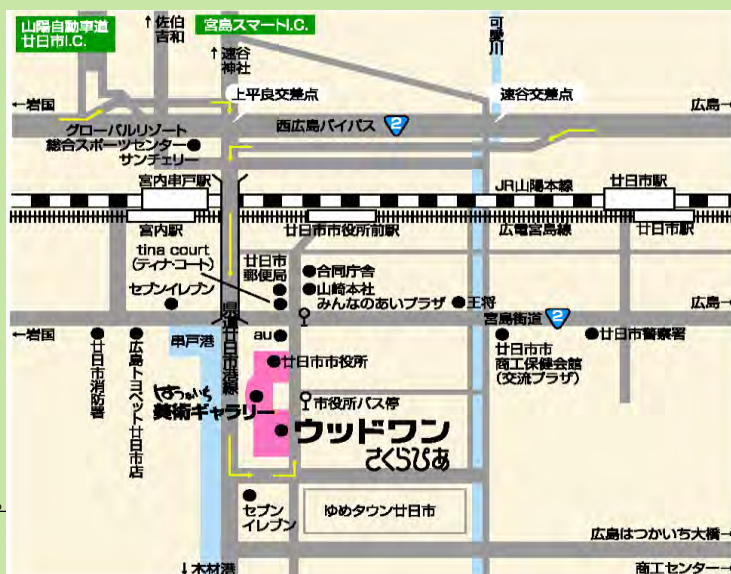 山陽自動車道
廿日市I.C.
↑佐伯
吉和
宮島スマートI.C.
↑速谷
神社
可愛川
←岩国
上平良交差点
速谷交差点
広島→
グローバルリゾート
総合スポーツセンター
サンチェリー
西広島バイパス
2
宮内串戸駅
JR山陽本線
廿日市駅
宮内駅
廿日市市役所前駅
広電宮島線
廿日市駅
tina court
(ティナ・コート)
セブンイレブン
廿日市
郵便局
合同庁舎
山崎本社
みんなのあいプラザ
王将
広島→
宮島街道
2
←岩国
県道廿日市港線
串戸港
au
廿日市消防署
広島トヨペット廿日市店
廿日市市役所
廿日市市
商工保健会館
(交流プラザ)
廿日市警察署
はつかいち
美術ギャラリー
市役所バス停
ウッドワン
さくらぴあ
セブン
イレブン
ゆめタウン廿日市
広島はつかいち大橋→
↓木材港
商工センター→